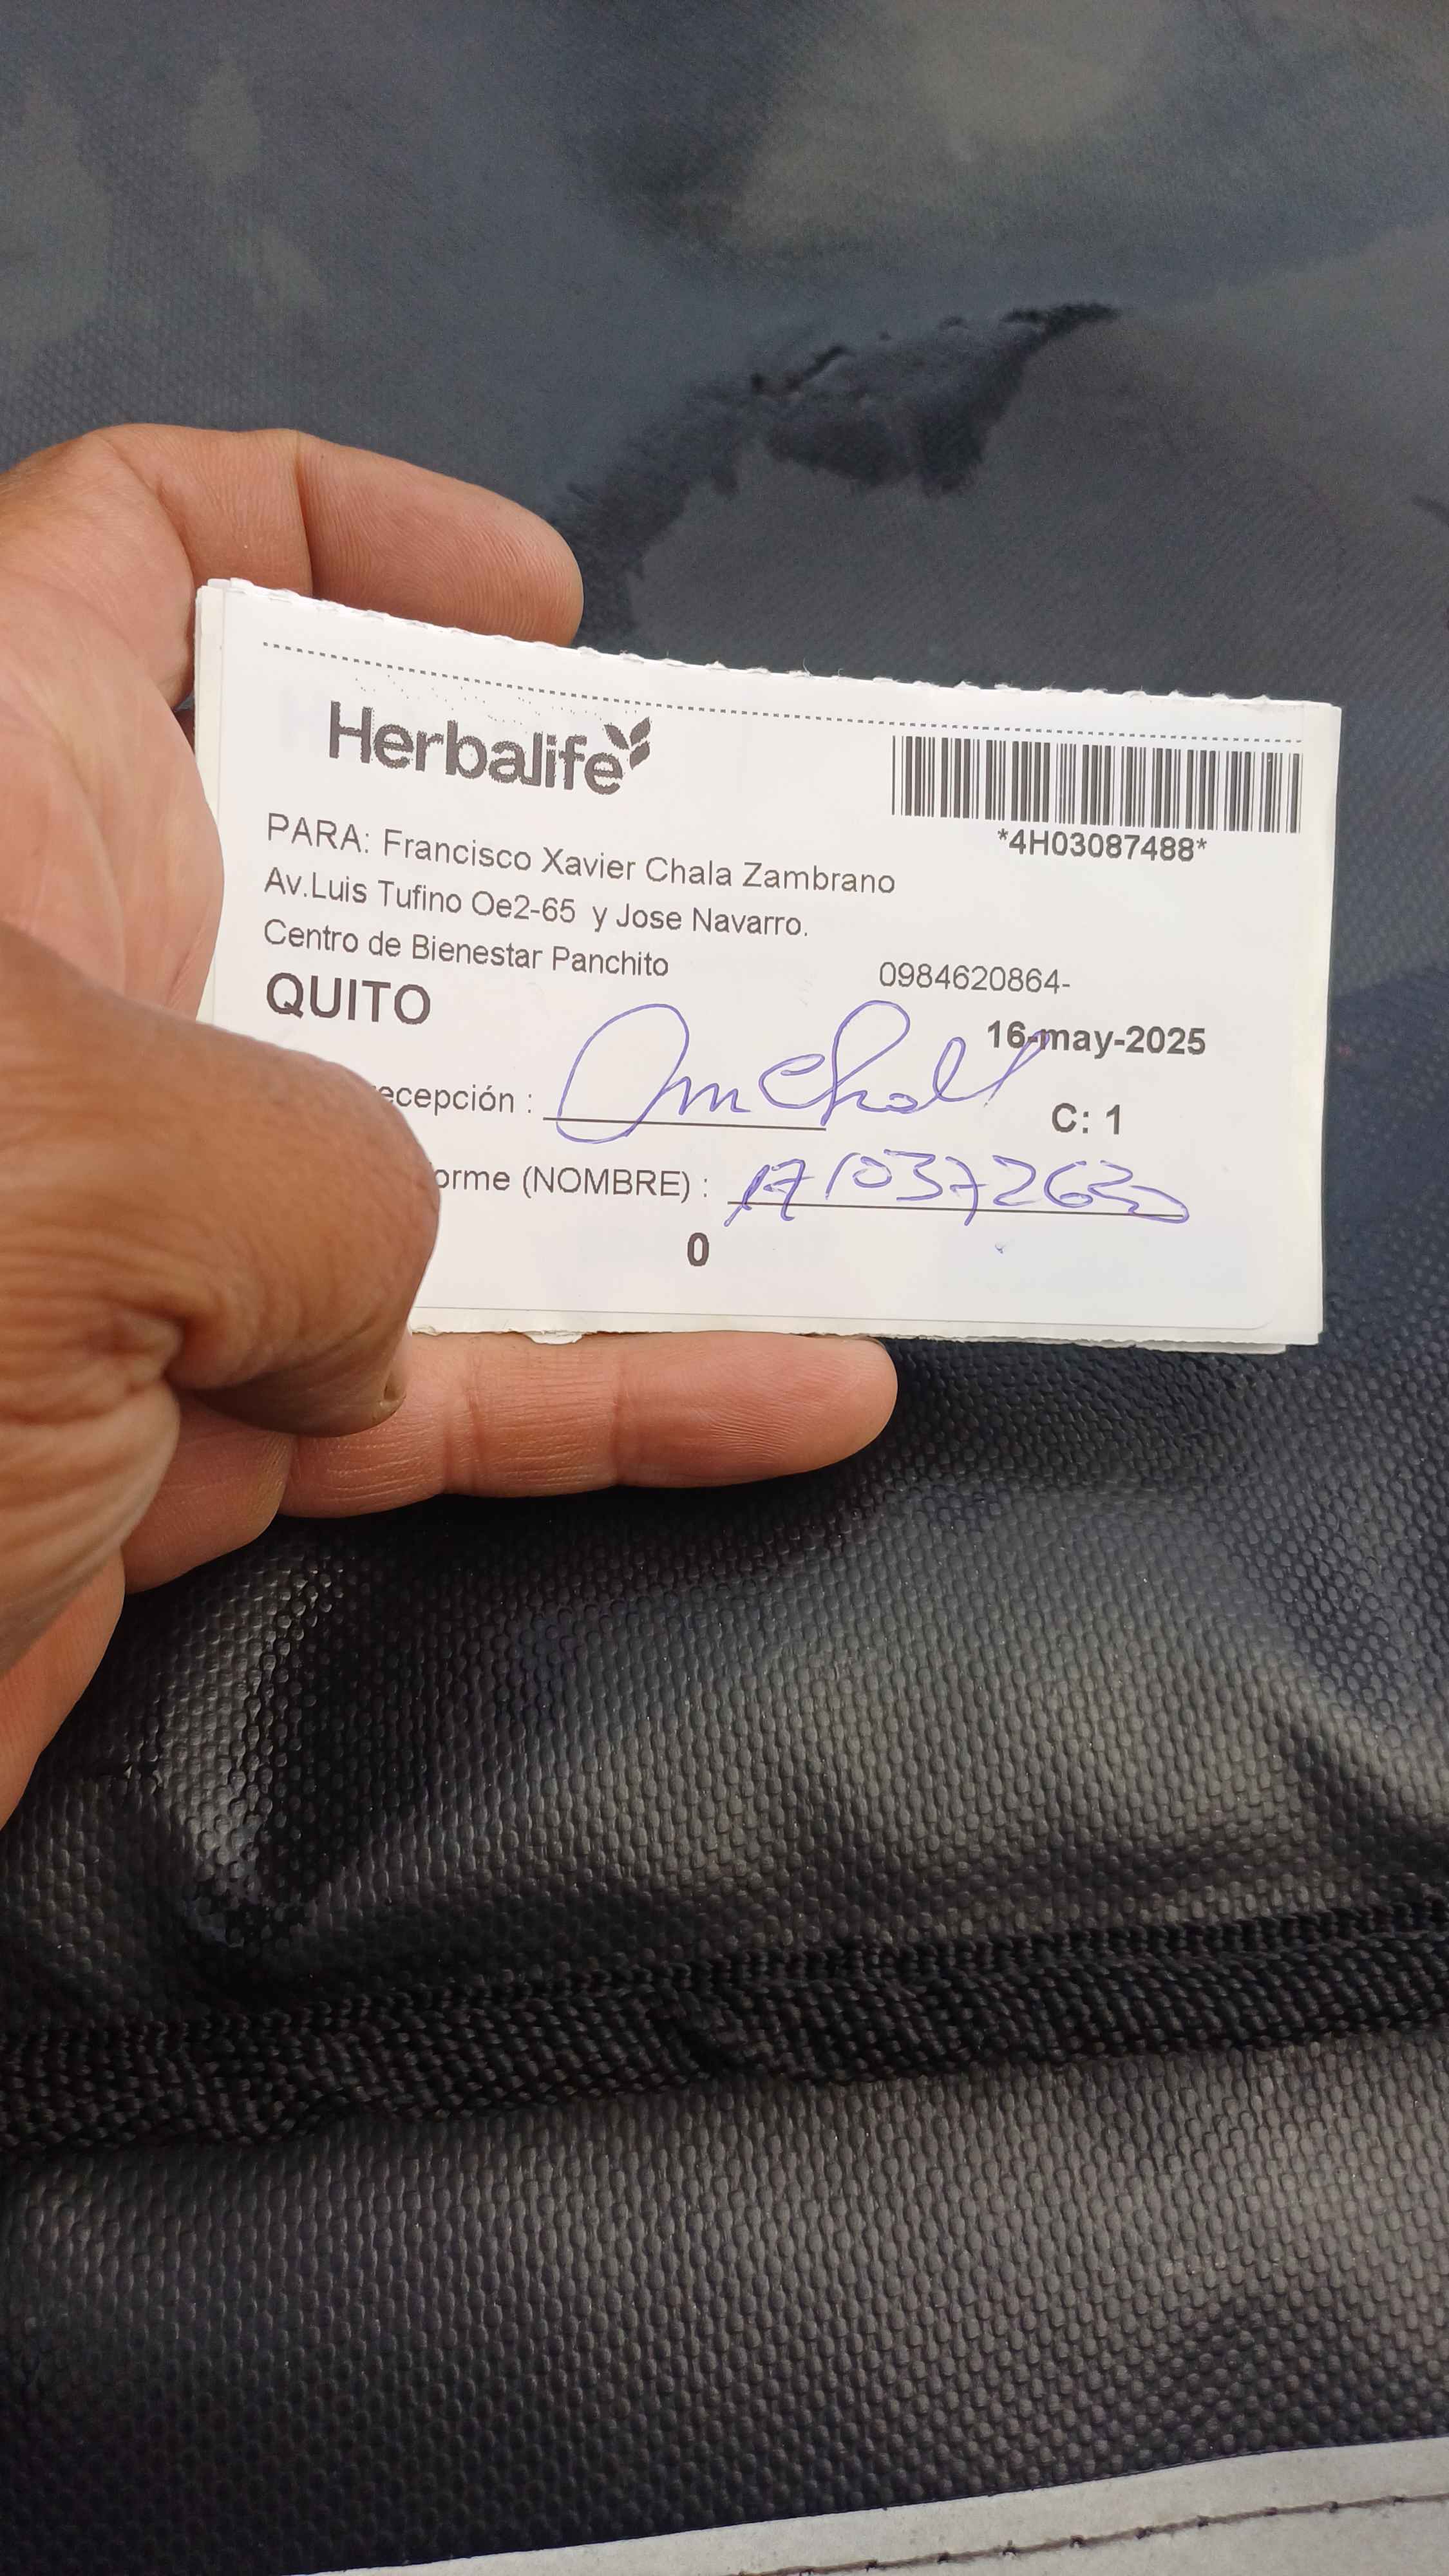 Herbalife
*4H03087488*
PARA: Francisco Xavier Chala Zambrano
Av.Luis Tufino Oe2-65 y Jose Navarro.
Centro de Bienestar Panchito
0984620864-
QUITO
16-may-2025
ecepción :
C: 1
orme (NOMBRE) : 1710372630
0